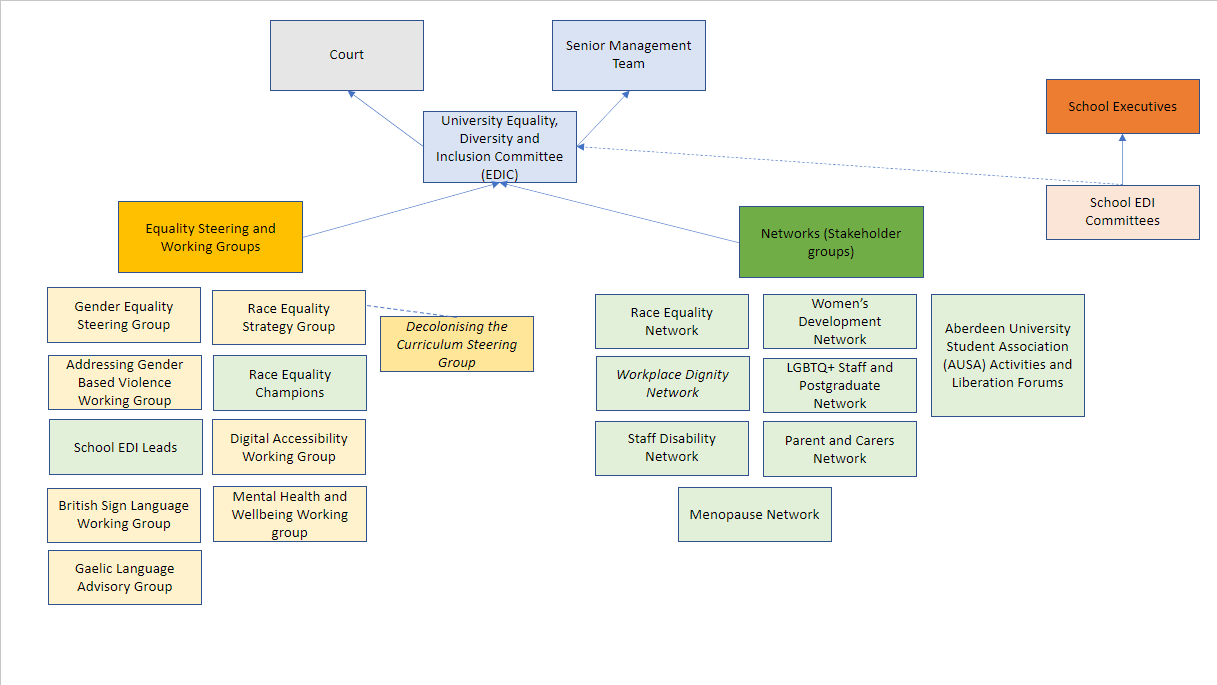 Court
Senior Management
Team
School Executives
University Equality,
Diversity and
Inclusion Committee
(EDIC)
School EDI
Committees
Equality Steering and
Working Groups
Networks (Stakeholder
groups)
Gender Equality
Steering Group
Race Equality
Strategy Group
Decolonising the
Curriculum Steering
Group
Addressing Gender
Based Violence
Working Group
Race Equality
Champions
School EDI Leads
Digital Accessibility
Working Group
British Sign Language
Working Group
Mental Health and
Wellbeing Working
group
Gaelic Language
Advisory Group
Race Equality
Network
Women’s
Development
Network
Aberdeen University
Student Association
(AUSA) Activities and
Liberation Forums
Workplace Dignity
Network
LGBTQ+ Staff and
Postgraduate
Network
Staff Disability
Network
Parent and Carers
Network
Menopause Network